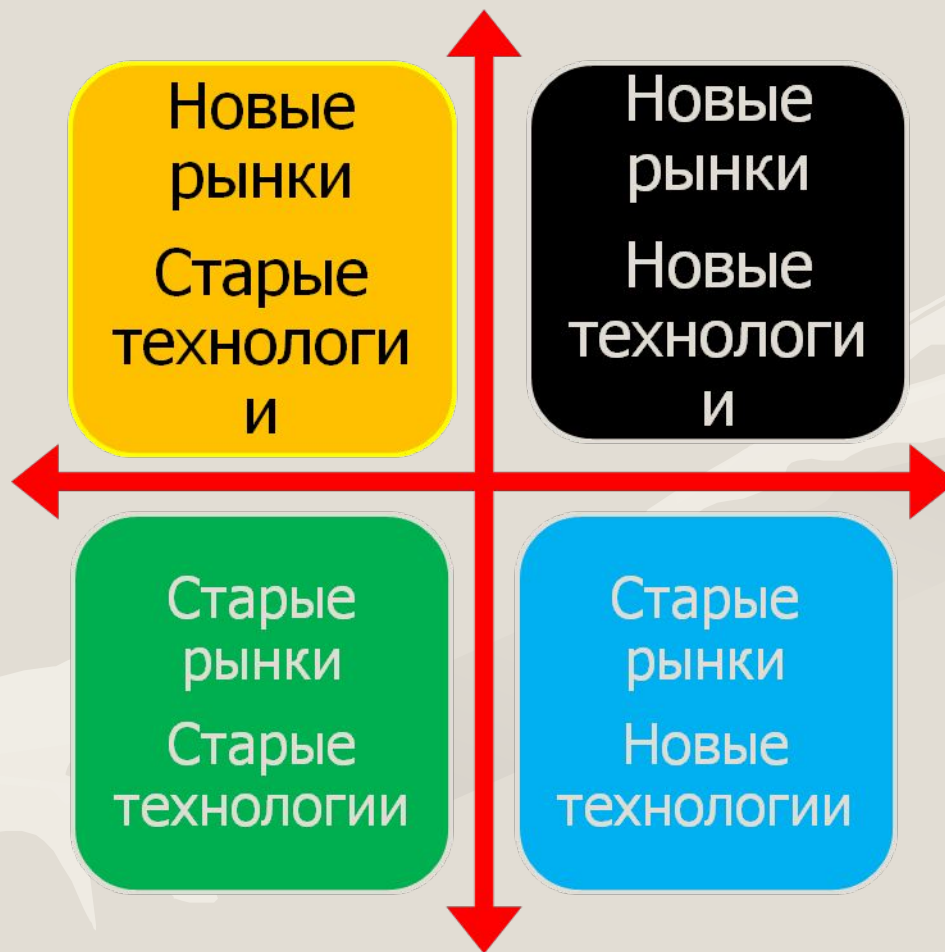 Новые
рынки
Старые
технологи
и
Новые
рынки
Новые
технологи
и
Старые
рынки
Старые
технологии
Старые
рынки
Новые
технологии